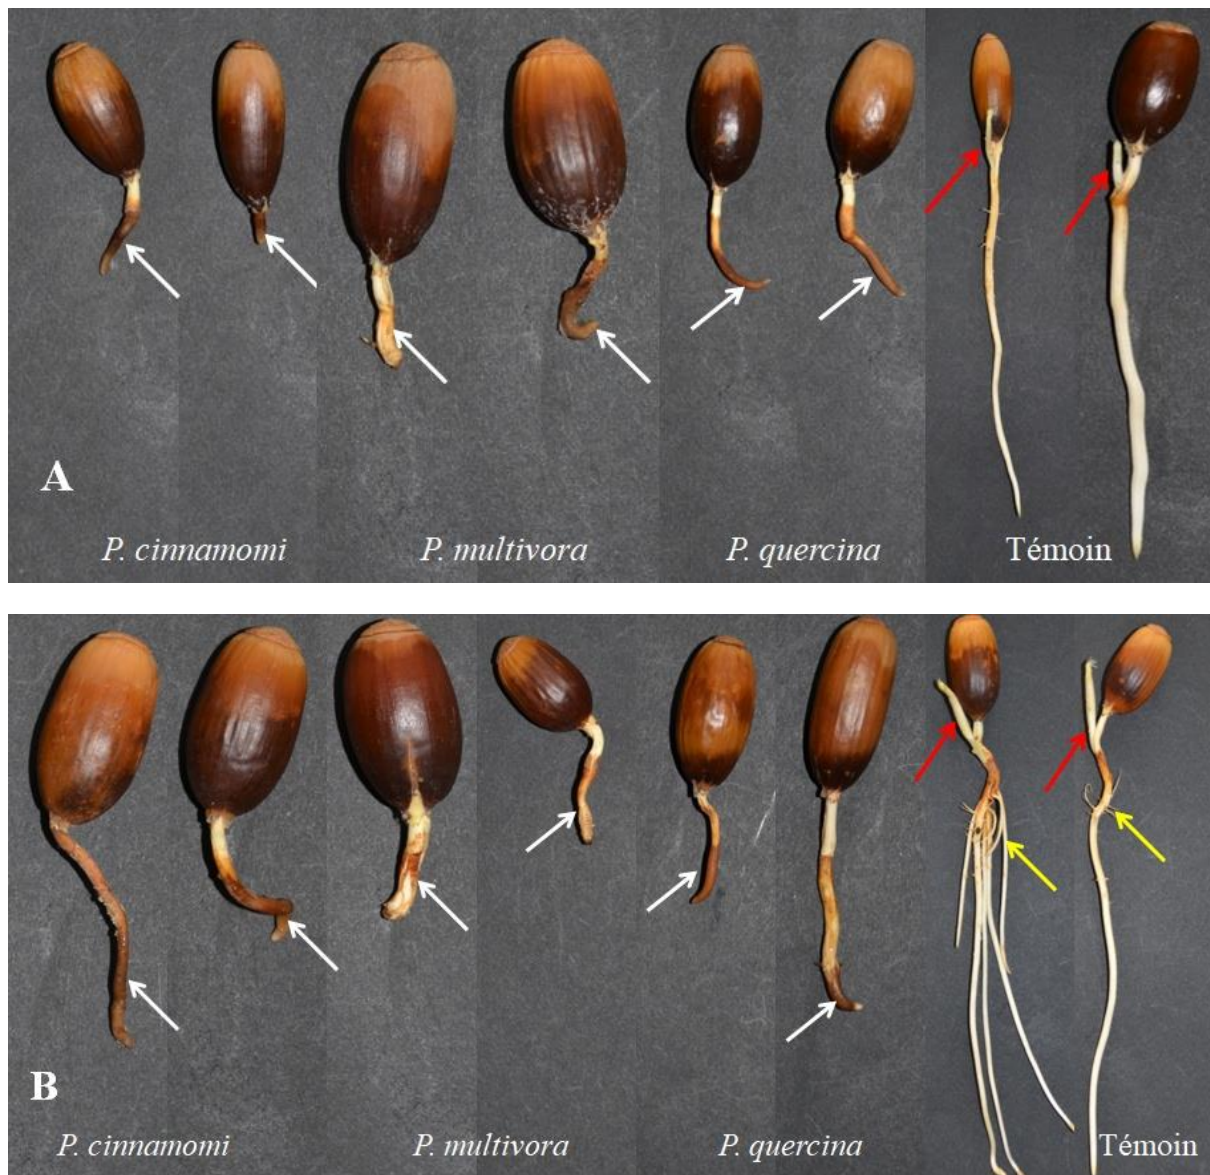 A
P. cinnamomi
P. multivora
P. quercina
Témoin
B
P. cinnamomi
P. multivora
P. quercina
Témoin